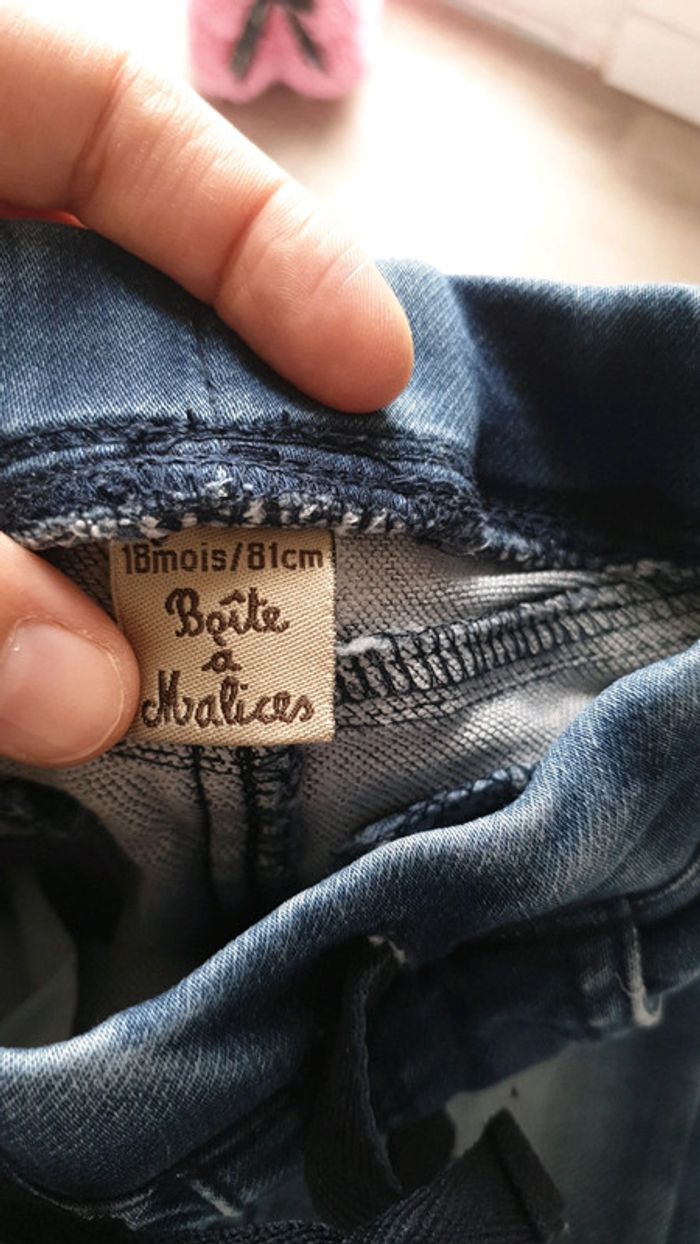 18mois/81cm
Boîte
à
Malices